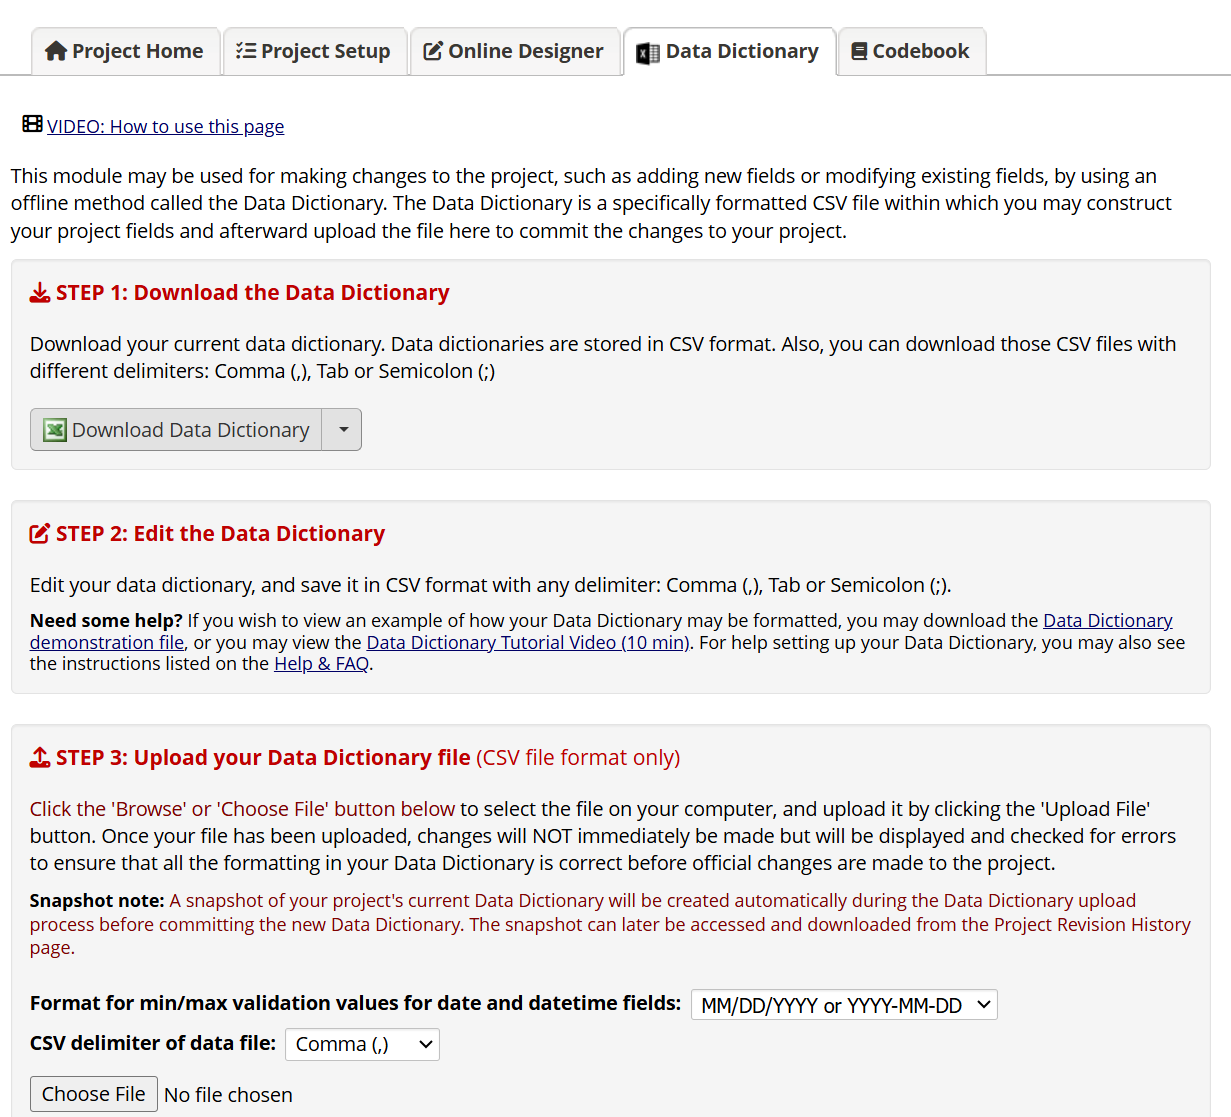 Project Home Project Setup Online Designer Data Dictionary Codebook
VIDEO: How to use this page
This module may be used for making changes to the project, such as adding new fields or modifying existing fields, by using an
offline method called the Data Dictionary. The Data Dictionary is a specifically formatted CSV file within which you may construct
your project fields and afterward upload the file here to commit the changes to your project.
STEP 1: Download the Data Dictionary
Download your current data dictionary. Data dictionaries are stored in CSV format. Also, you can download those CSV files with
different delimiters: Comma (,), Tab or Semicolon (;)
Download Data Dictionary
STEP 2: Edit the Data Dictionary
Edit your data dictionary, and save it in CSV format with any delimiter: Comma (,), Tab or Semicolon (;).
Need some help? If you wish to view an example of how your Data Dictionary may be formatted, you may download the Data Dictionary
demonstration file, or you may view the Data Dictionary Tutorial Video (10 min). For help setting up your Data Dictionary, you may also see
the instructions listed on the Help & FAQ.
STEP 3: Upload your Data Dictionary file (CSV file format only)
Click the 'Browse' or 'Choose File' button below to select the file on your computer, and upload it by clicking the 'Upload File'
button. Once your file has been uploaded, changes will NOT immediately be made but will be displayed and checked for errors
to ensure that all the formatting in your Data Dictionary is correct before official changes are made to the project.
Snapshot note: A snapshot of your project's current Data Dictionary will be created automatically during the Data Dictionary upload
process before committing the new Data Dictionary. The snapshot can later be accessed and downloaded from the Project Revision History
page.
Format for min/max validation values for date and datetime fields: MM/DD/YYYY or YYYY-MM-DD
CSV delimiter of data file: Comma (,)
Choose File No file chosen